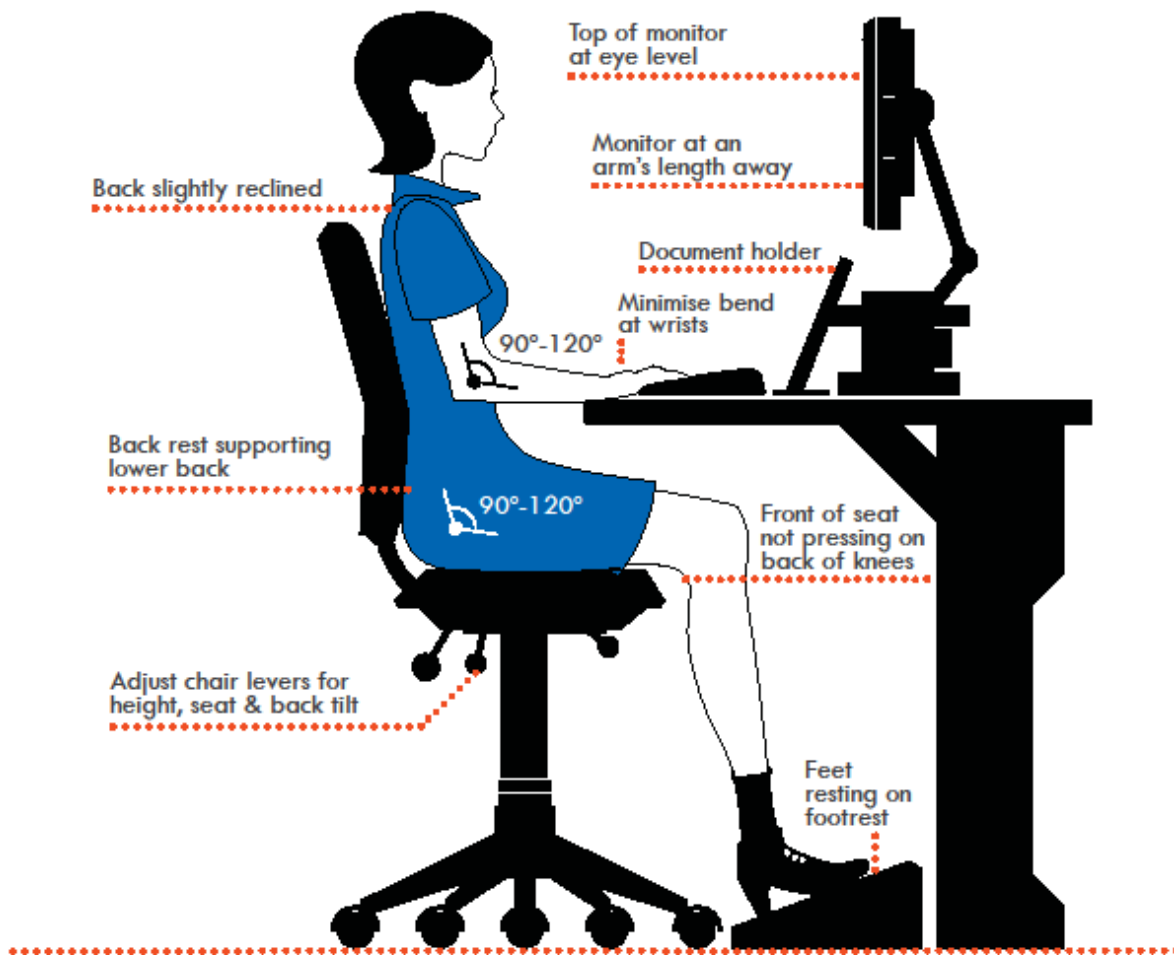 Top of monitor
at eye level
Monitor at an
arm's length away
Back slightly reclined
Document holder
Minimise bend
at wrists
90°-120°
Back rest supporting
lower back
90°-120°
Front of seat
not pressing on
back of knees
Adjust chair levers for
height, seat & back tilt
Feet
resting on
footrest